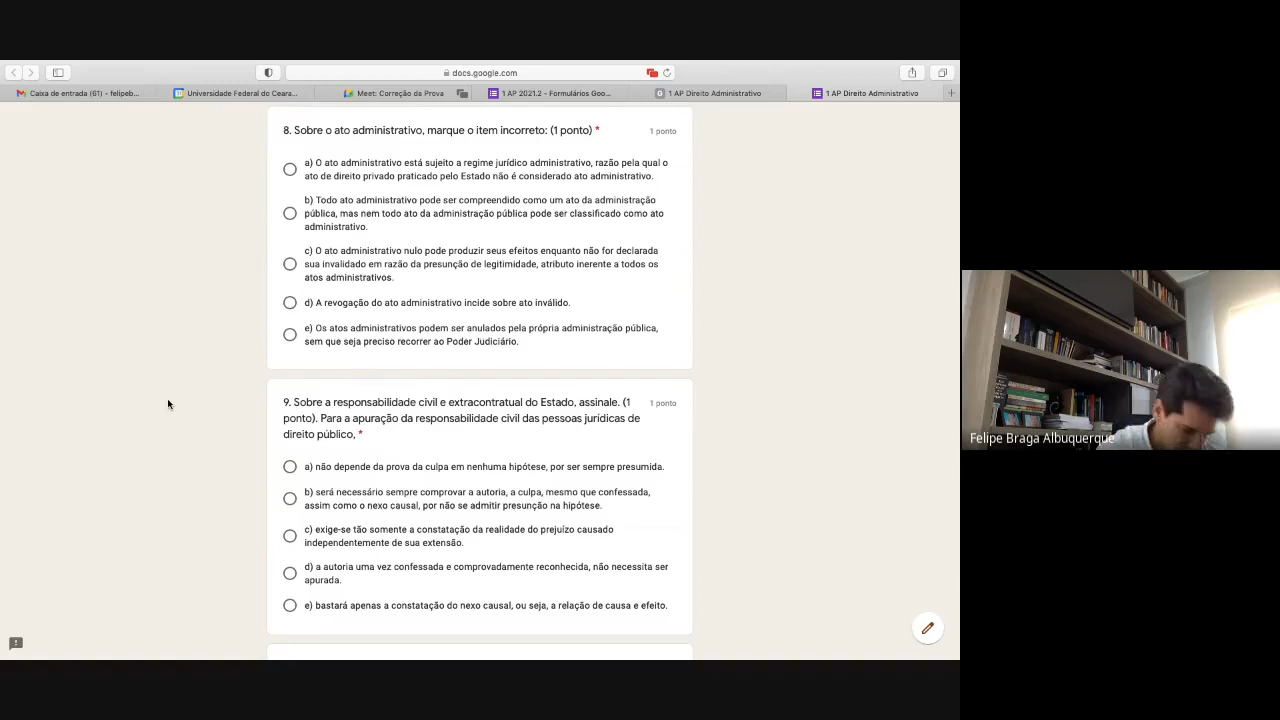 docs.google.com
Caixa de entrada (61) - felipeb...
Universidade Federal do Ceara...
Meet: Correção da Prova
1 AP 2021.2 - Formulários Goo...
1 AP Direito Administrativo
1 AP Direito Administrativo
8. Sobre o ato administrativo, marque o item incorreto: (1 ponto) *
1 ponto
a) O ato administrativo está sujeito a regime jurídico administrativo, razão pela qual o
ato de direito privado praticado pelo Estado não é considerado ato administrativo.
b) Todo ato administrativo pode ser compreendido como um ato da administração
pública, mas nem todo ato da administração pública pode ser classificado como ato
administrativo.
c) O ato administrativo nulo pode produzir seus efeitos enquanto não for declarada
sua invalidado em razão da presunção de legitimidade, atributo inerente a todos os
atos administrativos.
d) A revogação do ato administrativo incide sobre ato inválido.
e) Os atos administrativos podem ser anulados pela própria administração pública,
sem que seja preciso recorrer ao Poder Judiciário.
9. Sobre a responsabilidade civil e extracontratual do Estado, assinale. (1
ponto). Para a apuração da responsabilidade civil das pessoas jurídicas de
direito público, *
1 ponto
a) não depende da prova da culpa em nenhuma hipótese, por ser sempre presumida.
b) será necessário sempre comprovar a autoria, a culpa, mesmo que confessada,
assim como o nexo causal, por não se admitir presunção na hipótese.
c) exige-se tão somente a constatação da realidade do prejuízo causado
independentemente de sua extensão.
d) a autoria uma vez confessada e comprovadamente reconhecida, não necessita ser
apurada.
e) bastará apenas a constatação do nexo causal, ou seja, a relação de causa e efeito.
Felipe Braga Albuquerque